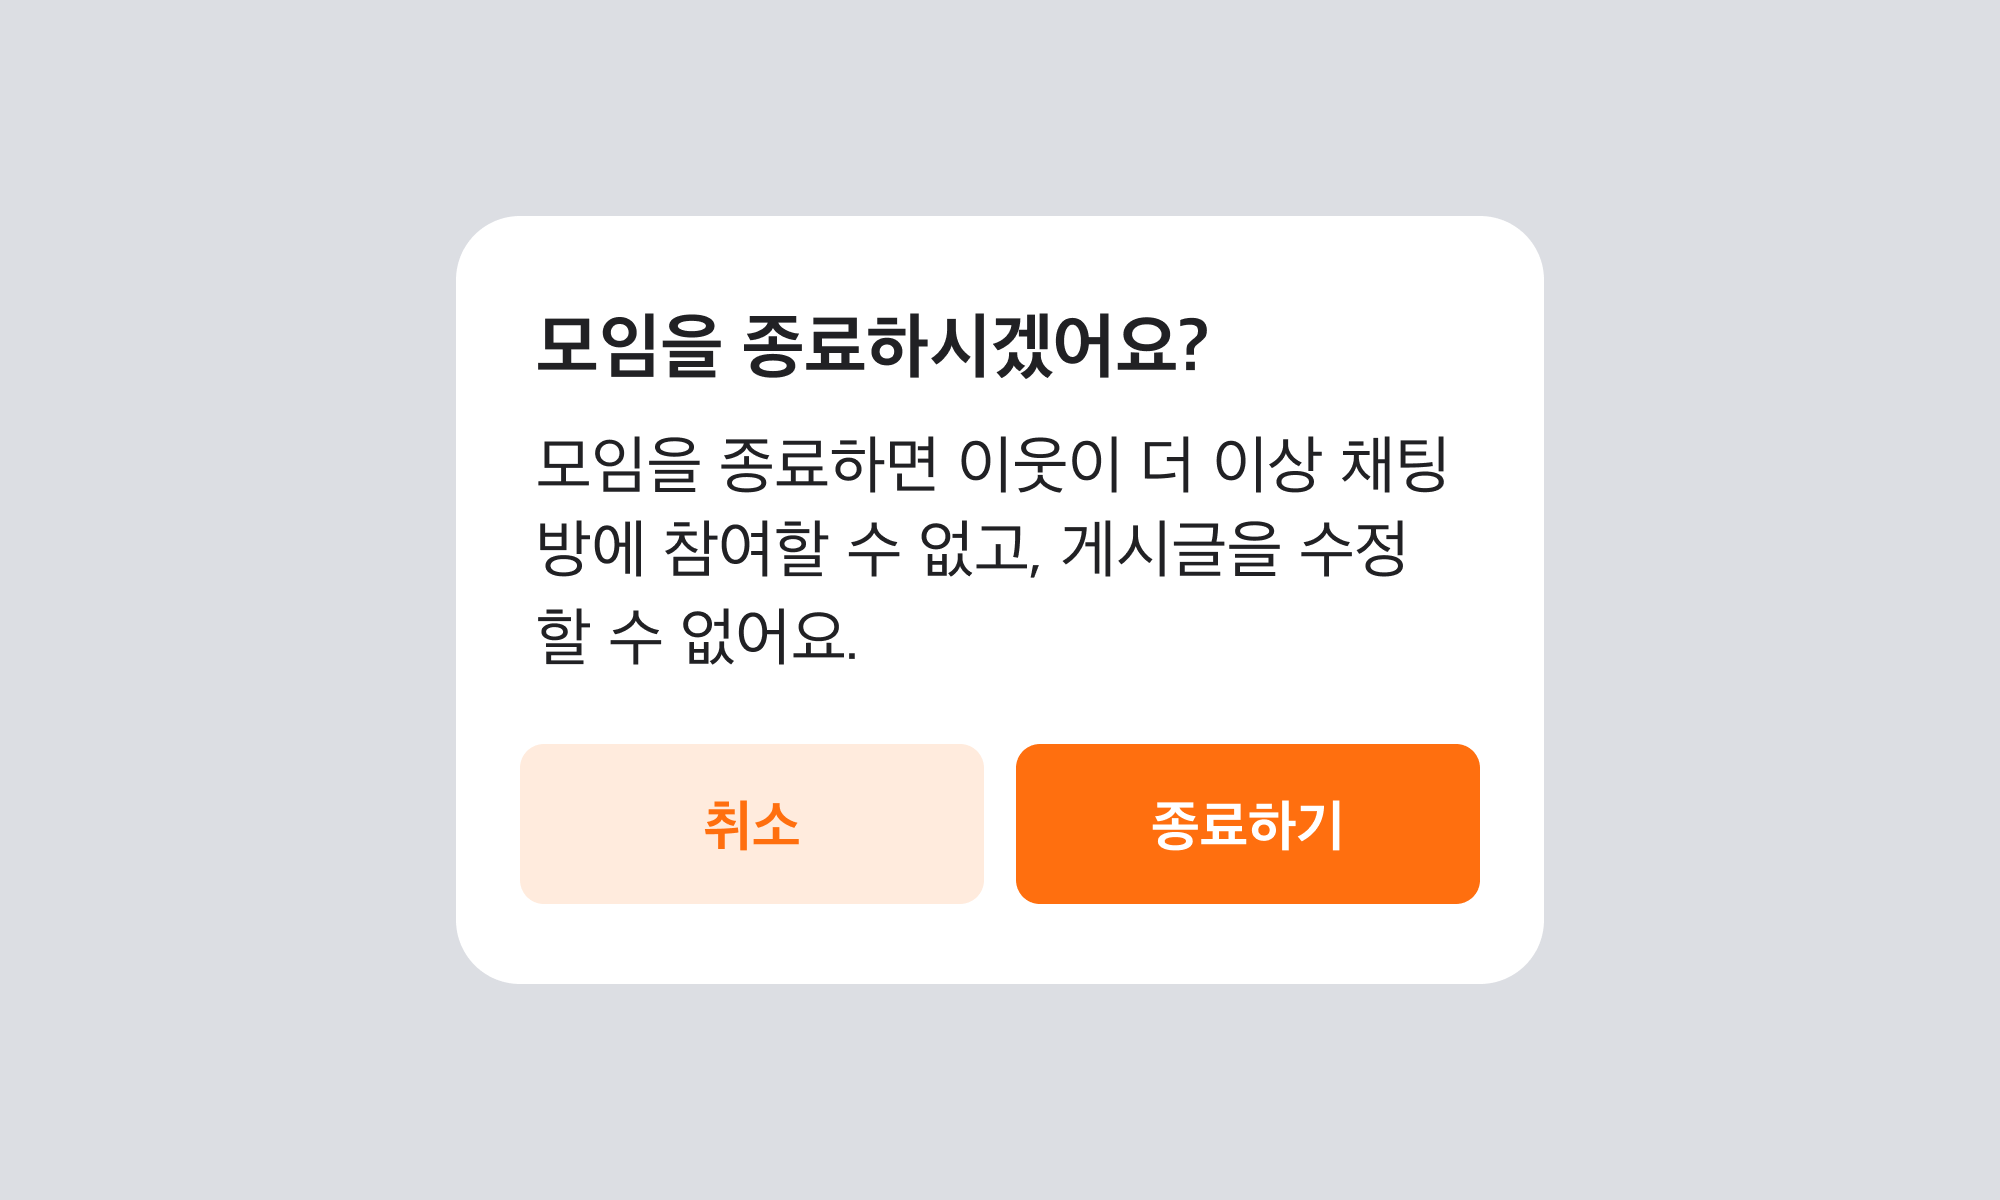 모임을 종료하시겠어요?
모임을 종료하면 이웃이 더 이상 채팅
방에 참여할 수 없고, 게시글을 수정
할 수 없어요.
취소
종료하기